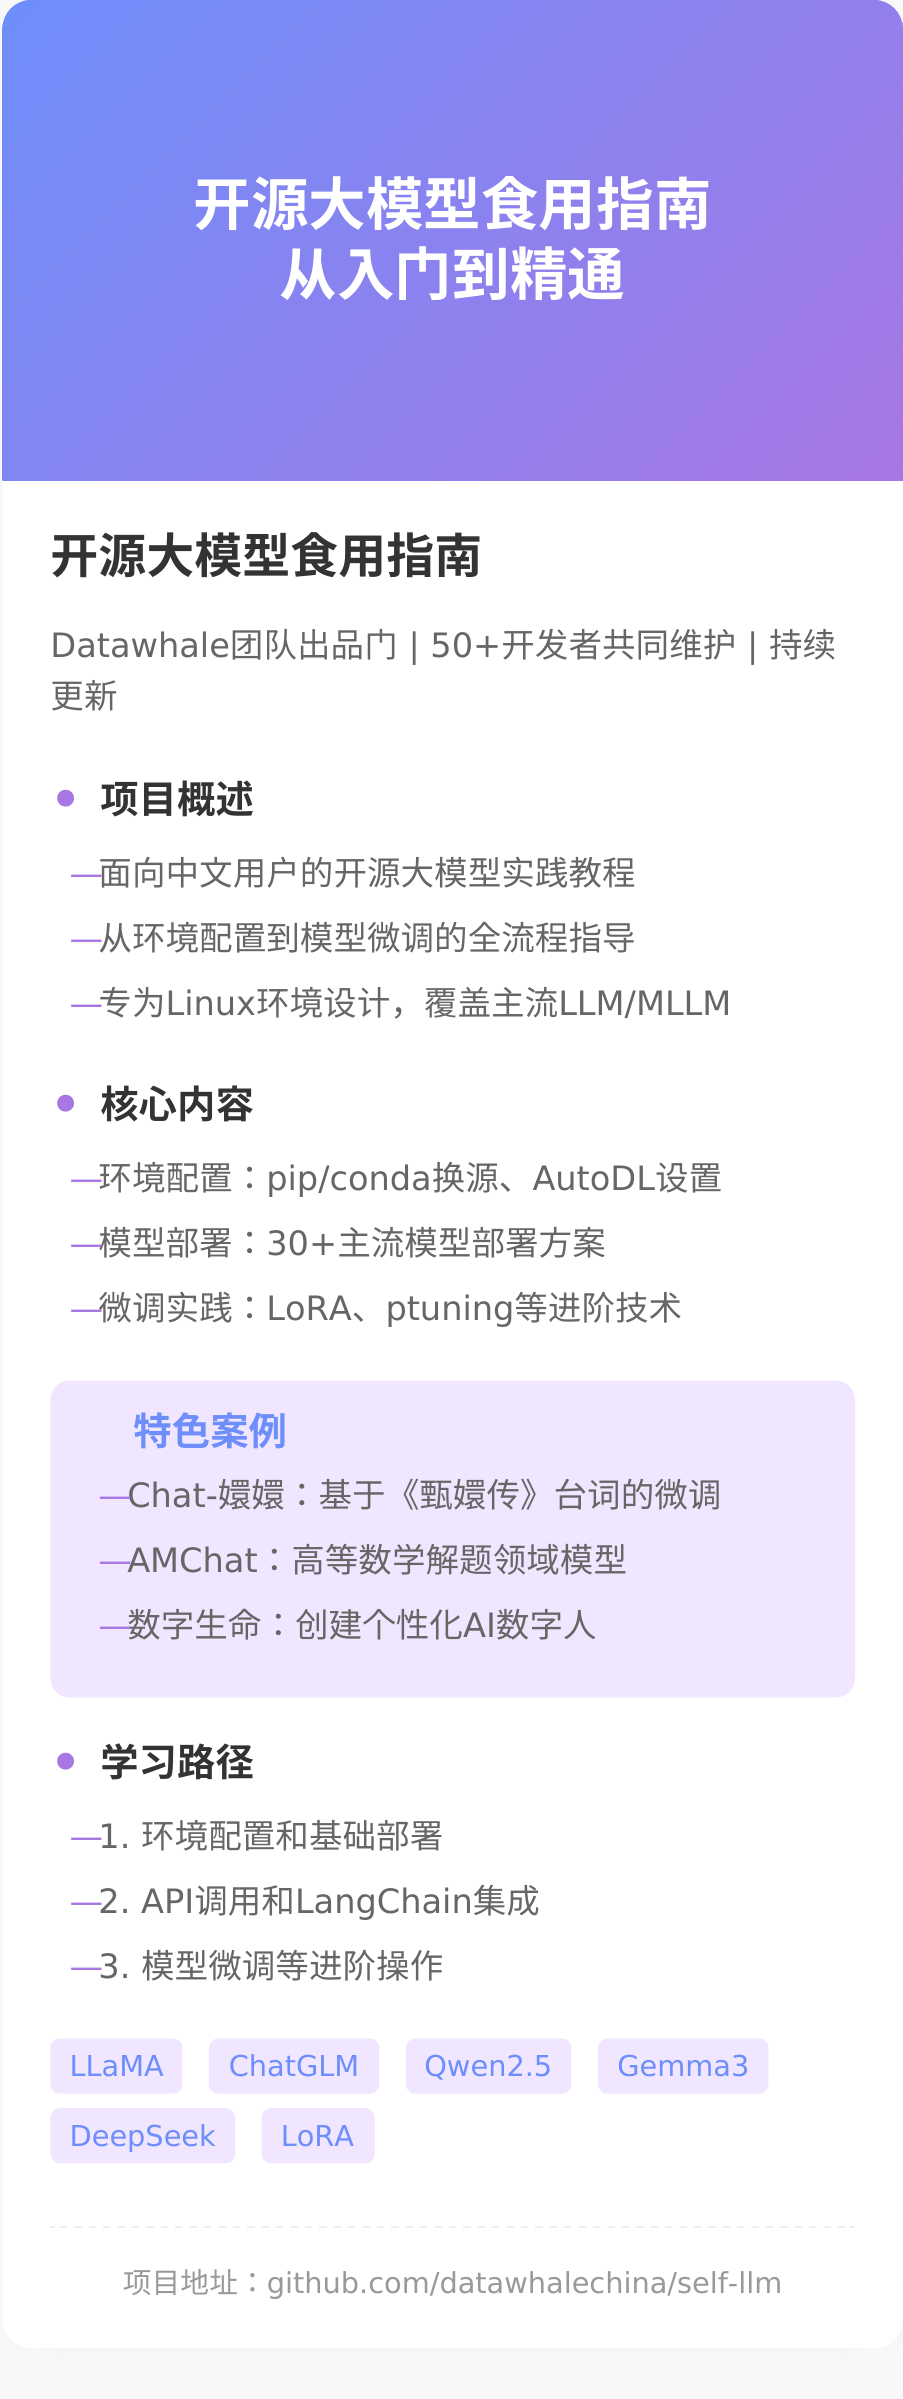 开源大模型食用指南
从入门到精通
开源大模型食用指南
Datawhale团队出品门 | 50+开发者共同维护 | 持续
更新
项目概述
—面向中文用户的开源大模型实践教程
—从环境配置到模型微调的全流程指导
—专为Linux环境设计，覆盖主流LLM/MLLM
核心内容
—环境配置：pip/conda换源、AutoDL设置
—模型部署：30+主流模型部署方案
—微调实践：LoRA、ptuning等进阶技术
特色案例
—Chat-嬛嬛：基于《甄嬛传》台词的微调
—AMChat：高等数学解题领域模型
—数字生命：创建个性化AI数字人
学习路径
—1. 环境配置和基础部署
—2. API调用和LangChain集成
—3. 模型微调等进阶操作
LLaMA ChatGLM Qwen2.5 Gemma3
DeepSeek LoRA
项目地址：github.com/datawhalechina/self-llm